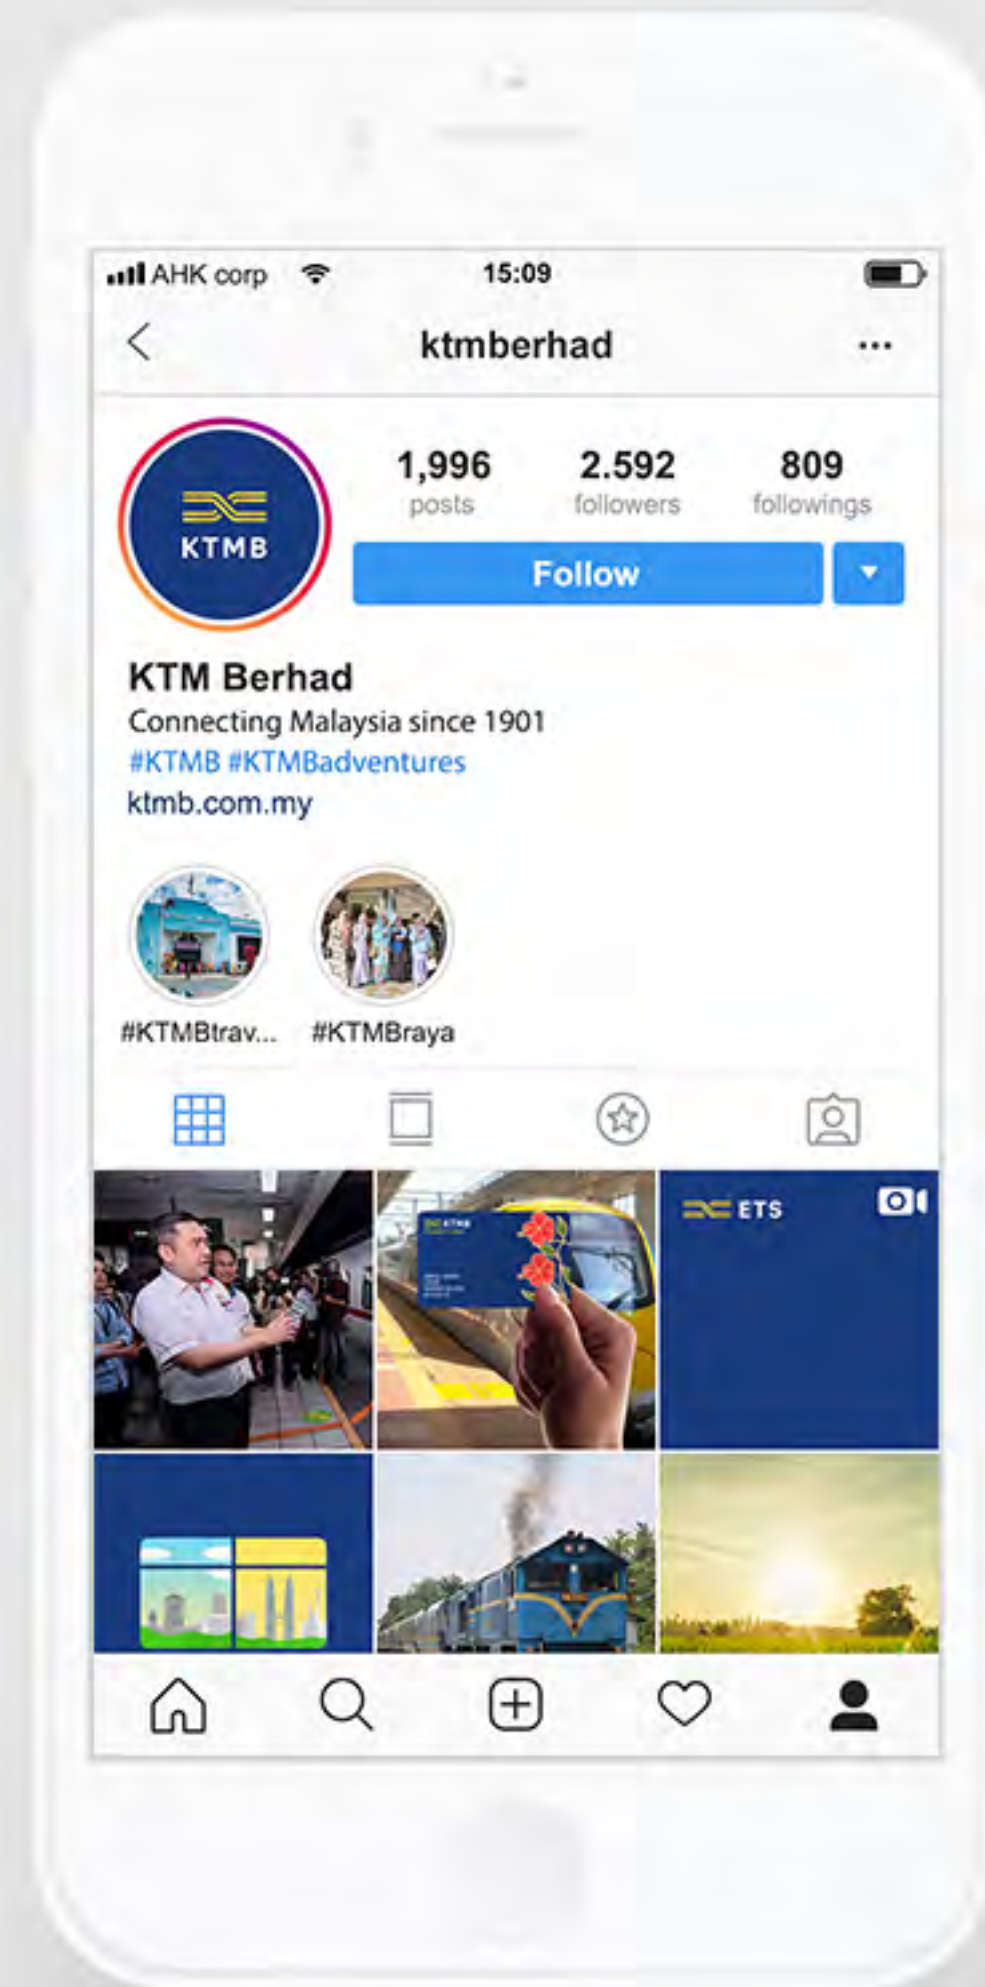 AHK corp 15:09
ktmberhad
1,996 2.592 809
posts followers followings
KTMB
Follow
KTM Berhad
Connecting Malaysia since 1901
#KTMB #KTMBadventures
ktmb.com.my
#KTMBtrav... #KTMBraya
KTMB
ETS